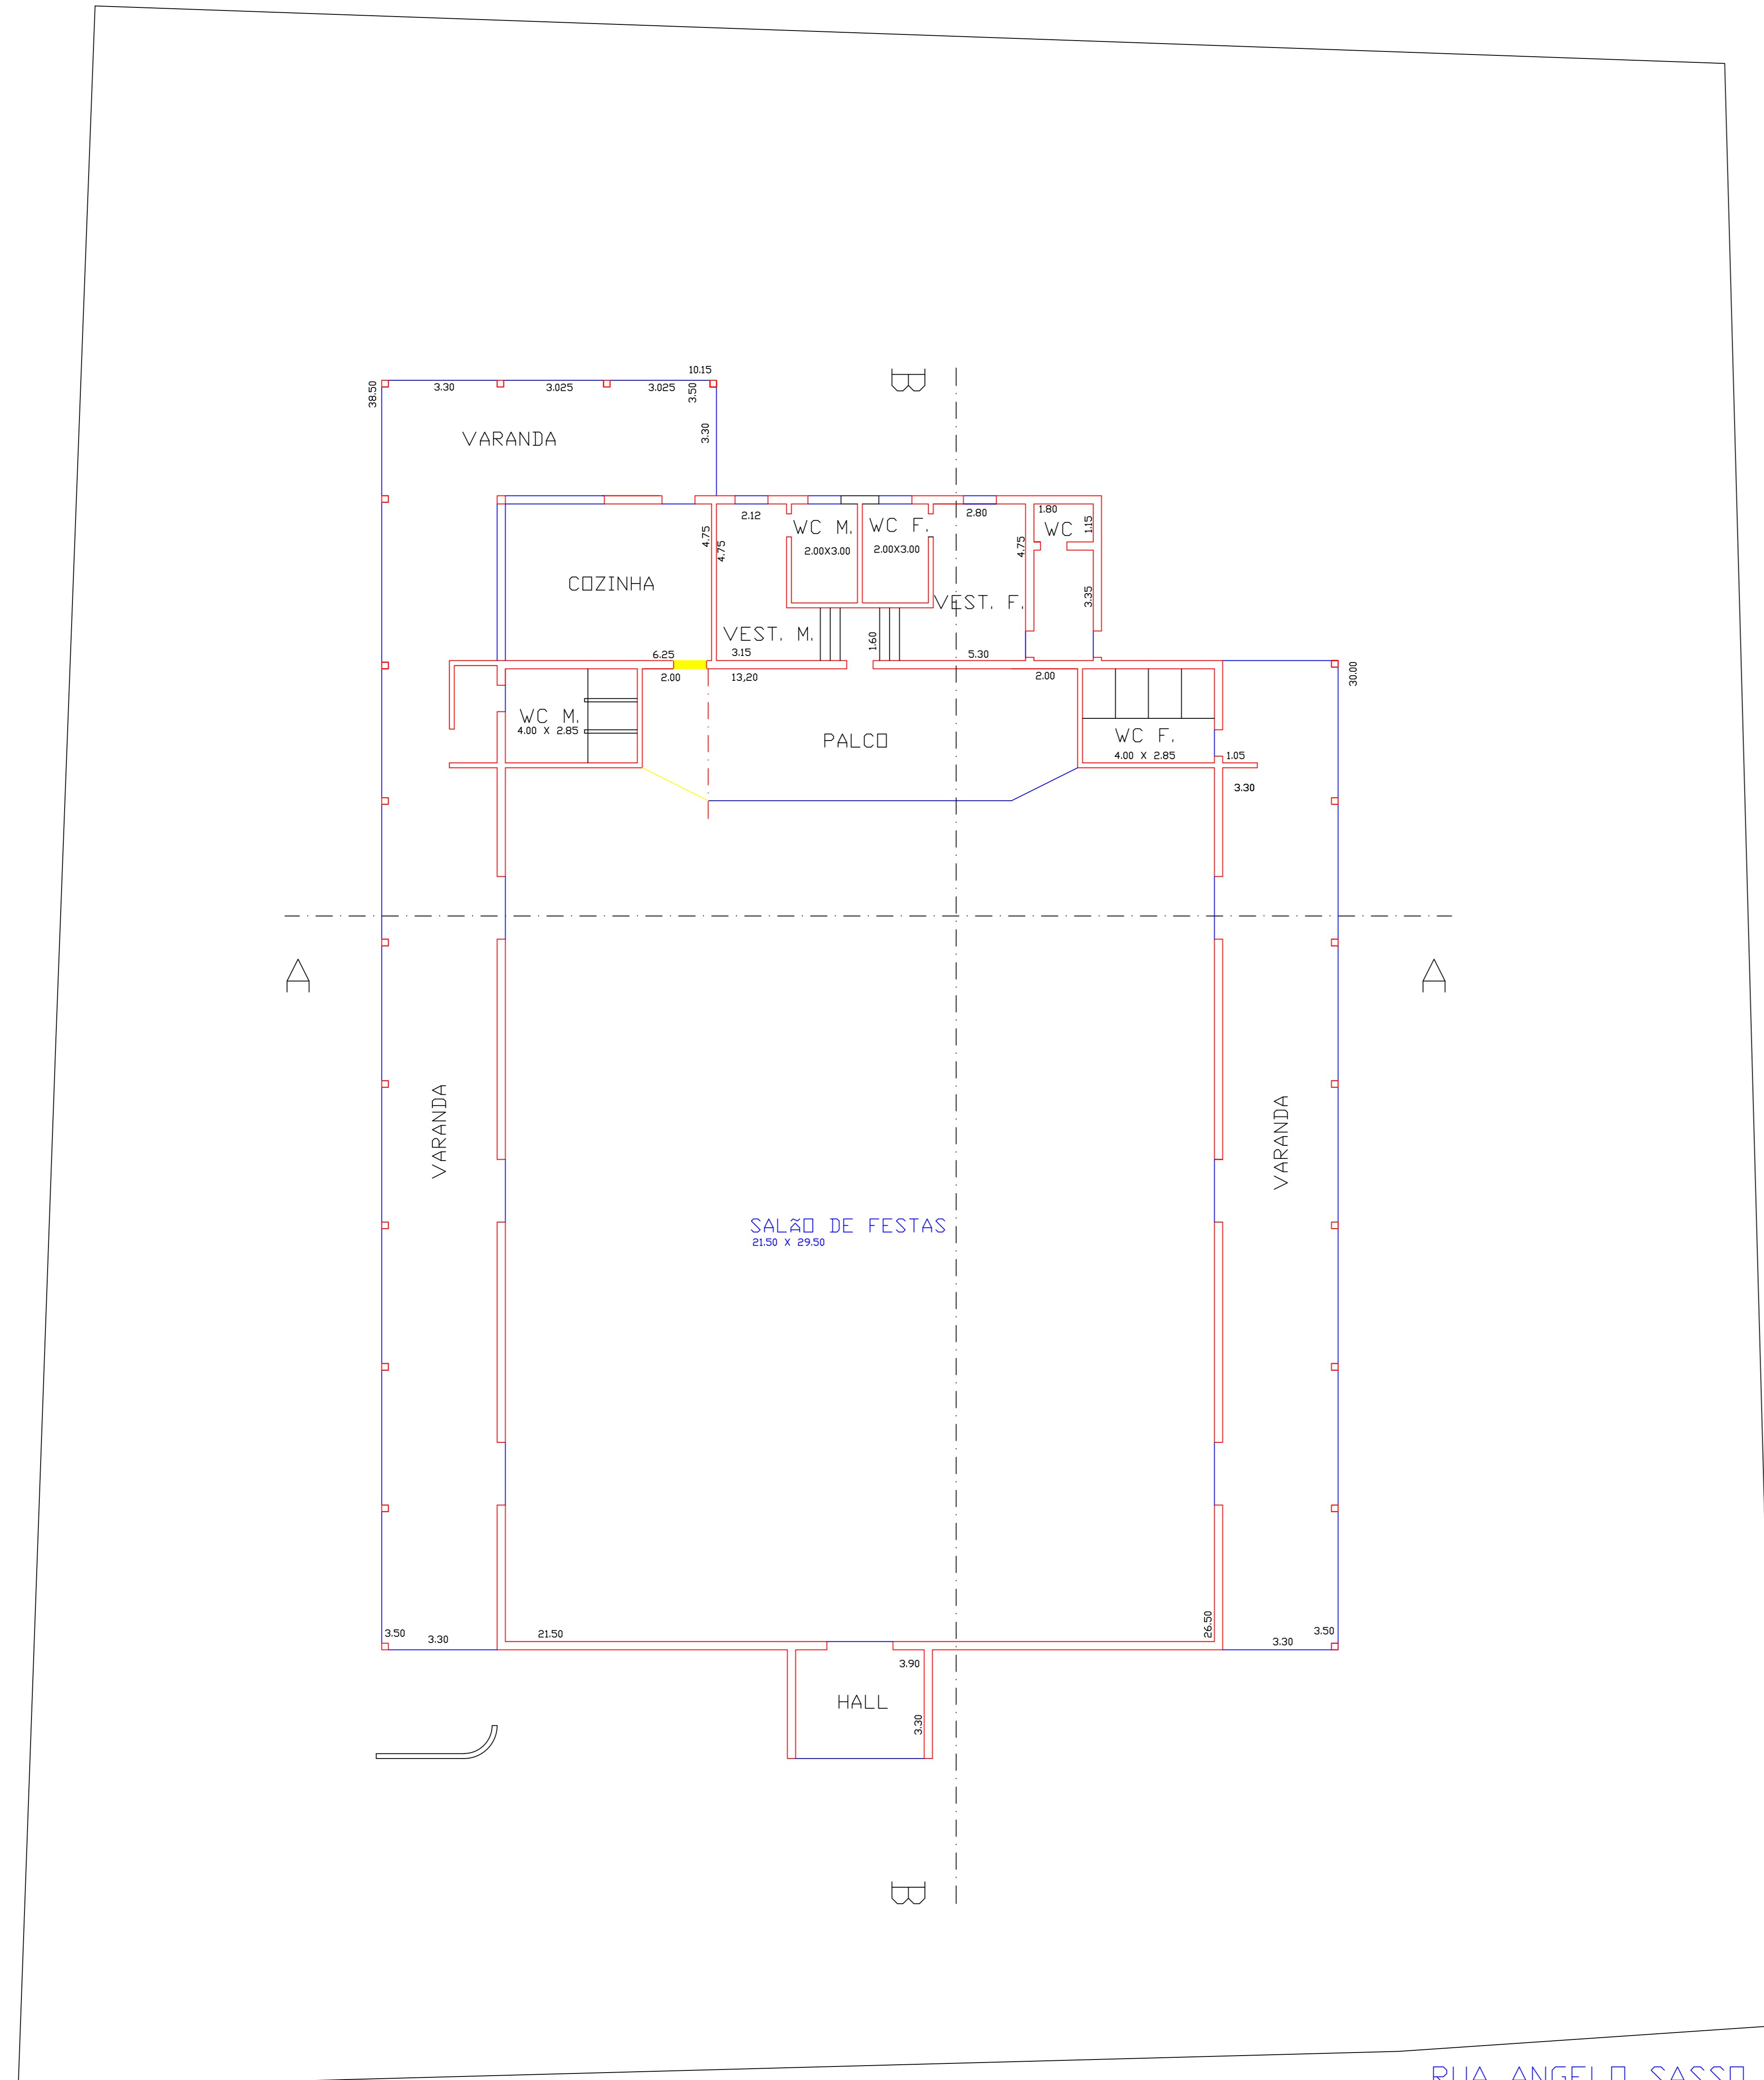 B
10.15
38.50
3.30
3.025
3.025
3.50
3.30
VARANDA
2.12
2.80
1.80
WC M.
WC F.
WC
1.15
4.75
4.75
2.00X3.00
2.00X3.00
4.75
COZINHA
3.35
VEST. F.
VEST. M.
1.60
6.25
3.15
5.30
30.00
2.00
13,20
2.00
WC M.
4.00 X 2.85
PALCO
WC F.
4.00 X 2.85
1.05
3.30
A
A
VARANDA
VARANDA
SALÃO DE FESTAS
21.50 X 29.50
3.50
3.30
21.50
26.50
3.30
3.50
3.90
HALL
3.30
B
RUA ANGELO SASSO